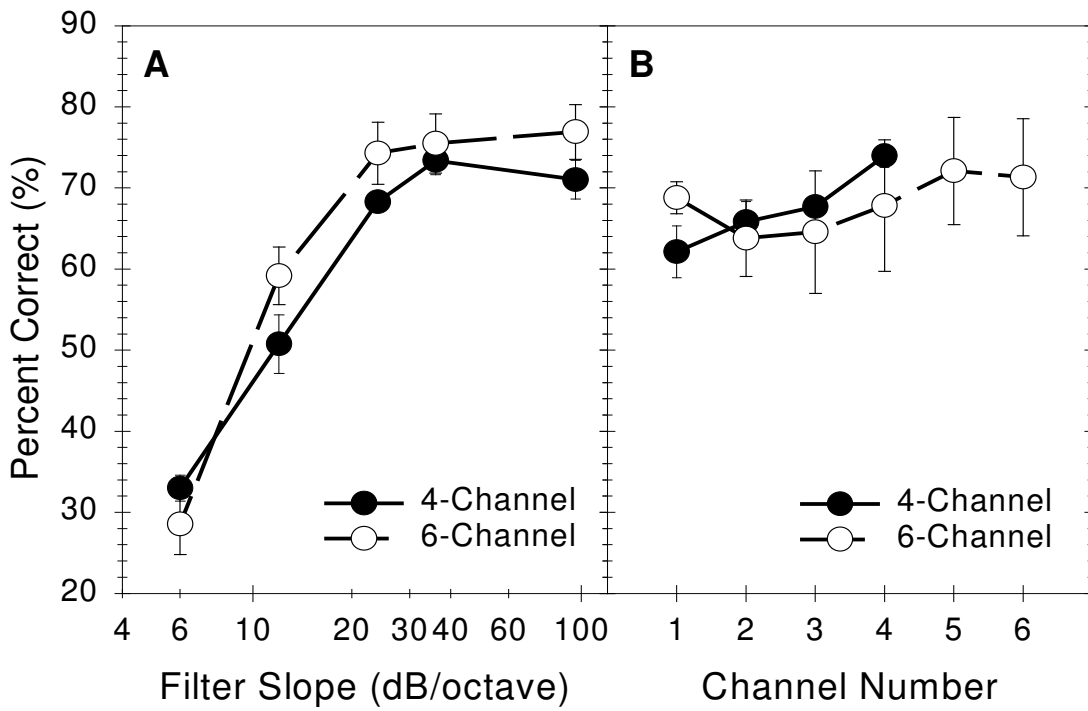 Percent Correct (%)
90
80
70
60
50
40
30
20
A
4-Channel
6-Channel
4 6 10 20 30 40 60 100
Filter Slope (dB/octave)
B
4-Channel
6-Channel
1 2 3 4 5 6
Channel Number